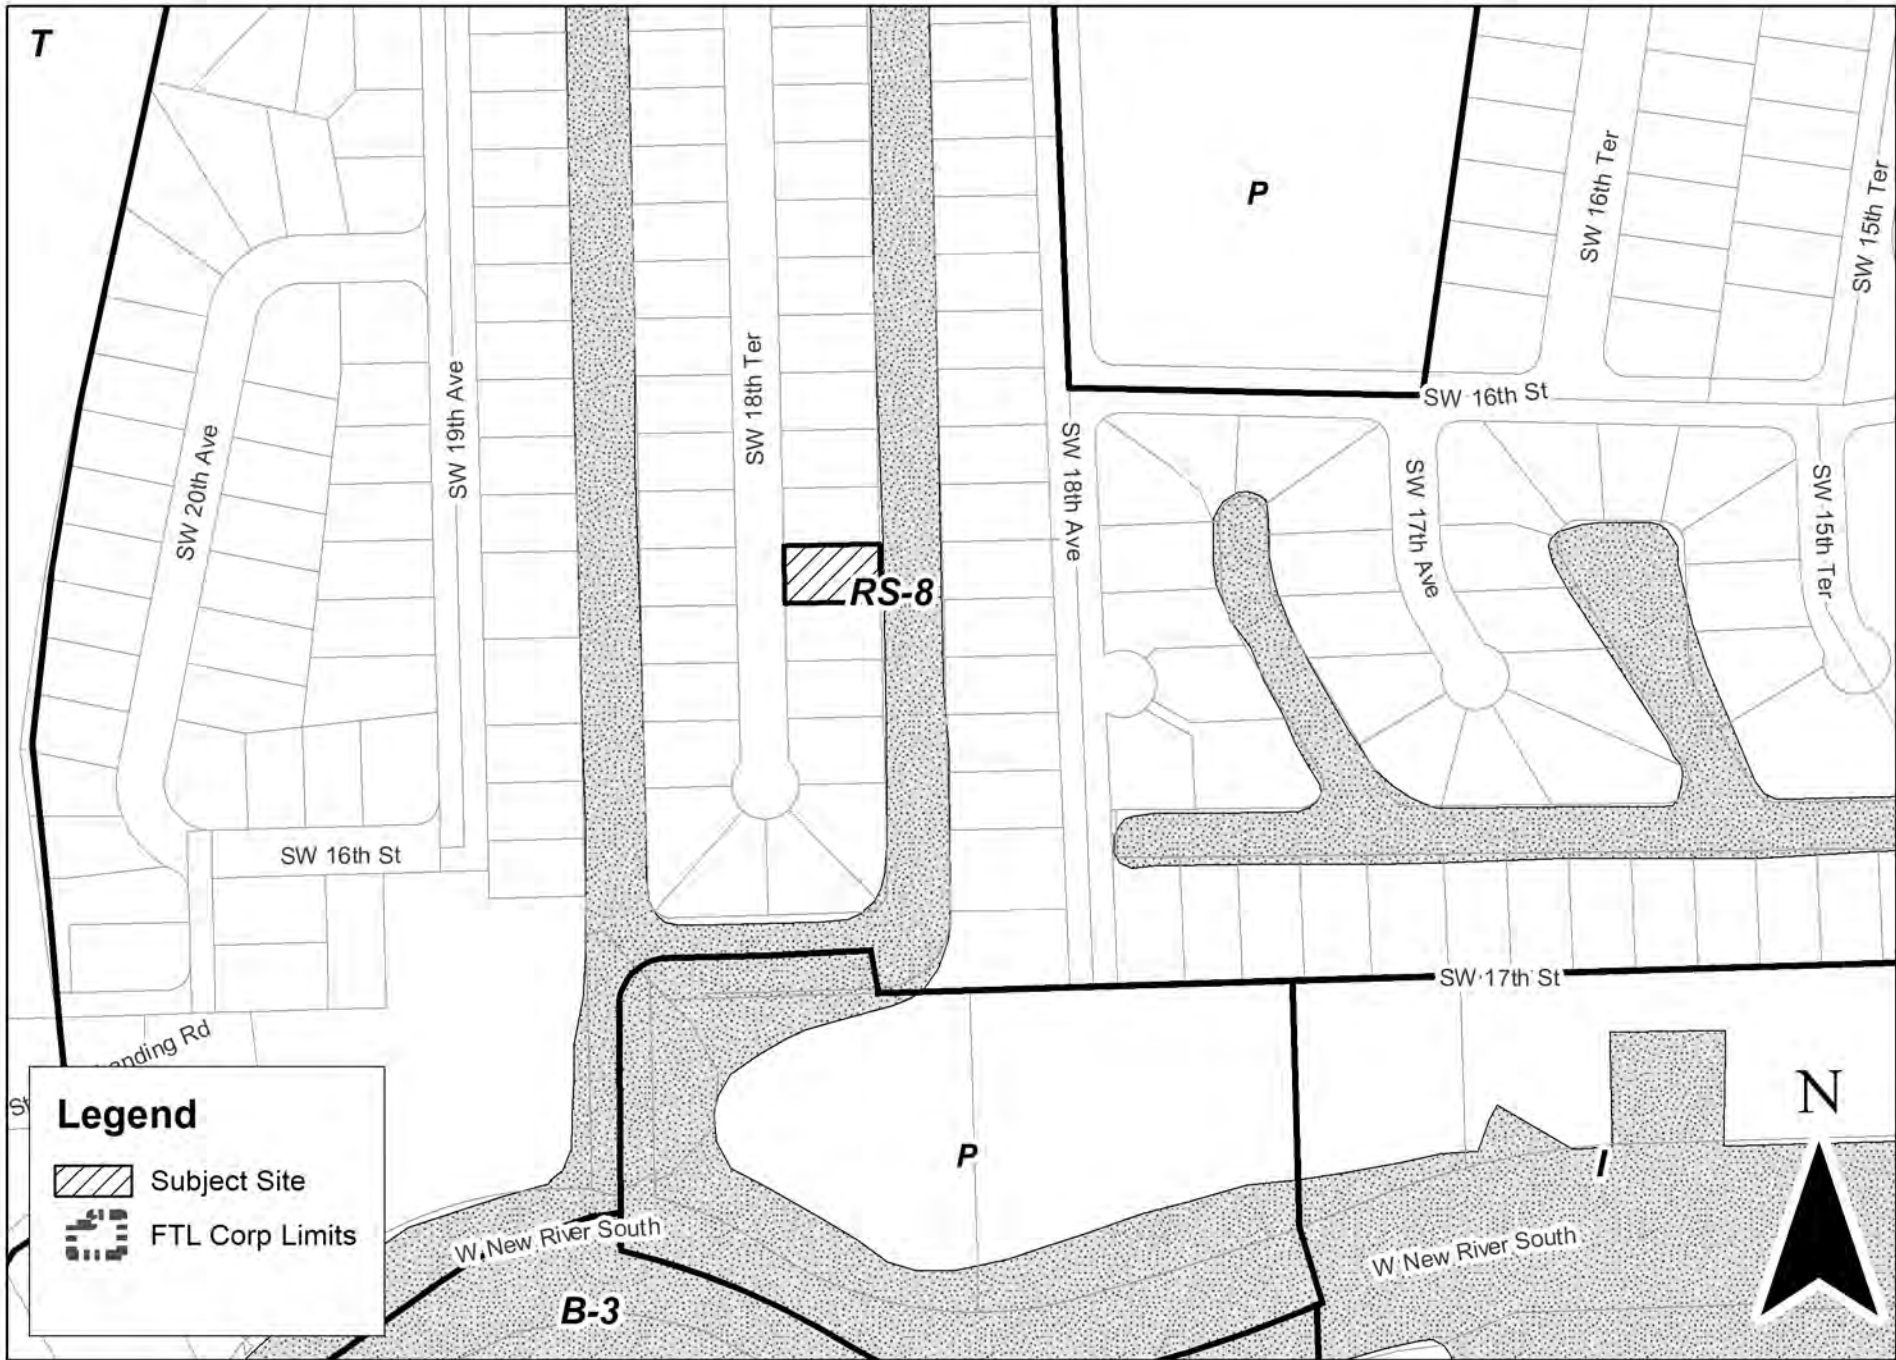 T
P
SW 16th Ter
SW 15th Ter
SW 18th Ter
SW 19th Ave
SW 16th St
SW 20th Ave
SW 18th Ave
SW 17th Ave
SW 15th Ter
RS-8
SW 16th St
SW 17th St
anding Rd
St
Legend
Subject Site
FTL Corp Limits
P
I
N
W New River South
W New River South
B-3